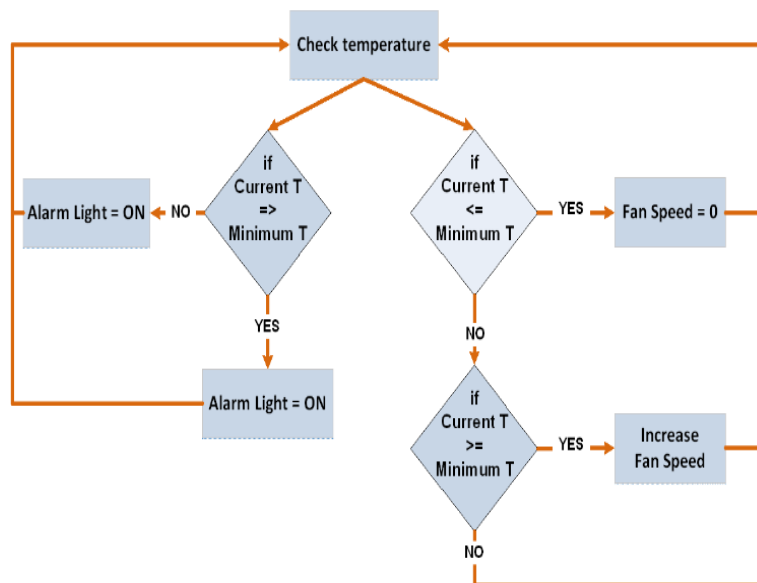 Check temperature
if
Current T
=>
Minimum T
NO
Alarm Light = ON
YES
Alarm Light = ON
if
Current T
<=
Minimum T
YES
Fan Speed = 0
NO
if
Current T
>=
Minimum T
YES
Increase
Fan Speed
NO